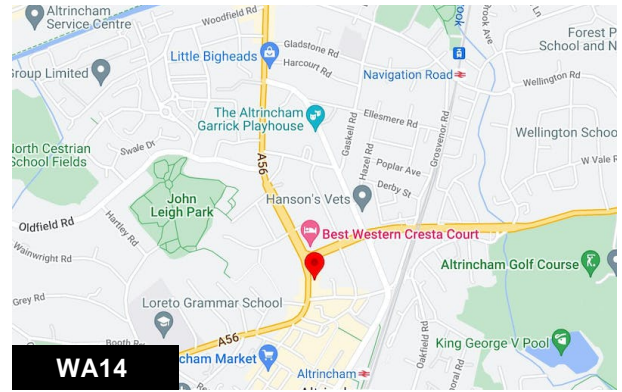 Altrincham
Service Centre
Woodfield Rd
Gladstone Rd
Harcourt Rd
Little Bigheads
Forest P
School and N
Group Limited
Navigation Road
Wellington Rd
The Altrincham
Garrick Playhouse
Ellesmere Rd
Gaskell Rd
Hazel Rd
Grosvenor Rd
Wellington Schoo
North Cestrian
School Fields
Swale Dr
A56
Poplar Ave
Derby St
W Vale R
John
Leigh Park
Hanson's Vets
Oldfield Rd
Hartley Rd
A56
Best Western Cresta Court
Wainwright Rd
Altrincham Golf Course
Grey Rd
Loreto Grammar School
Booth Rd
A56
King George V Pool
Oakfield Rd
cham Market
Altrincham
WA14